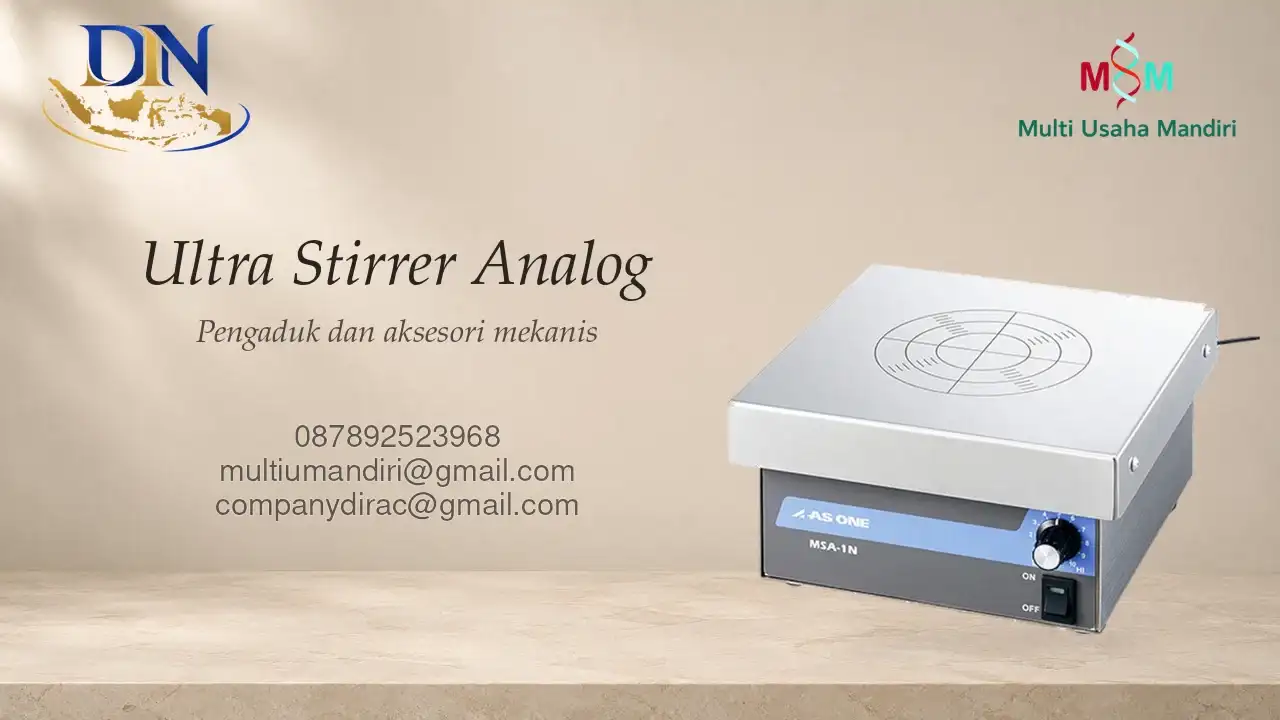 DN
MSM
Multi Usaha Mandiri
Ultra Stirrer Analog
Pengaduk dan aksesori mekanis
087892523968
multiumandiri@gmail.com
companydirac@gmail.com
AS ONE
MSA-1N
ON
OFF
HI